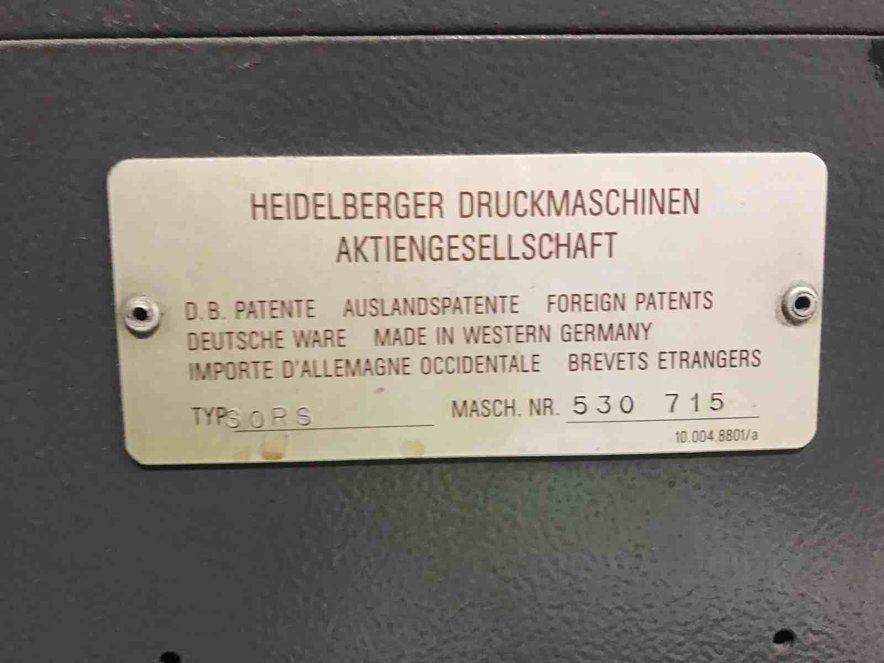 HEIDELBERGER DRUCKMASCHINEN
AKTIENGESELLSCHAFT
D.B. PATENTE AUSLANDSPATENTE FOREIGN PATENTS
DEUTSCHE WARE MADE IN WESTERN GERMANY
IMPORTE D'ALLEMAGNE OCCIDENTALE BREVETS ETRANGERS
TYP SORS MASCH. NR. 530 715
10.004.8801/a